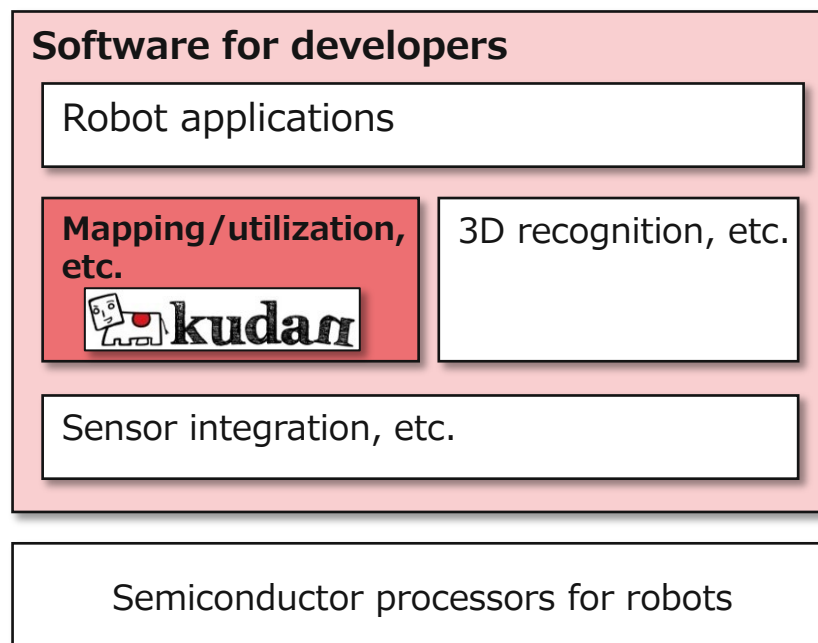 Software for developers
Robot applications
Mapping/utilization,
etc.
kudan
3D recognition, etc.
Sensor integration, etc.
Semiconductor processors for robots